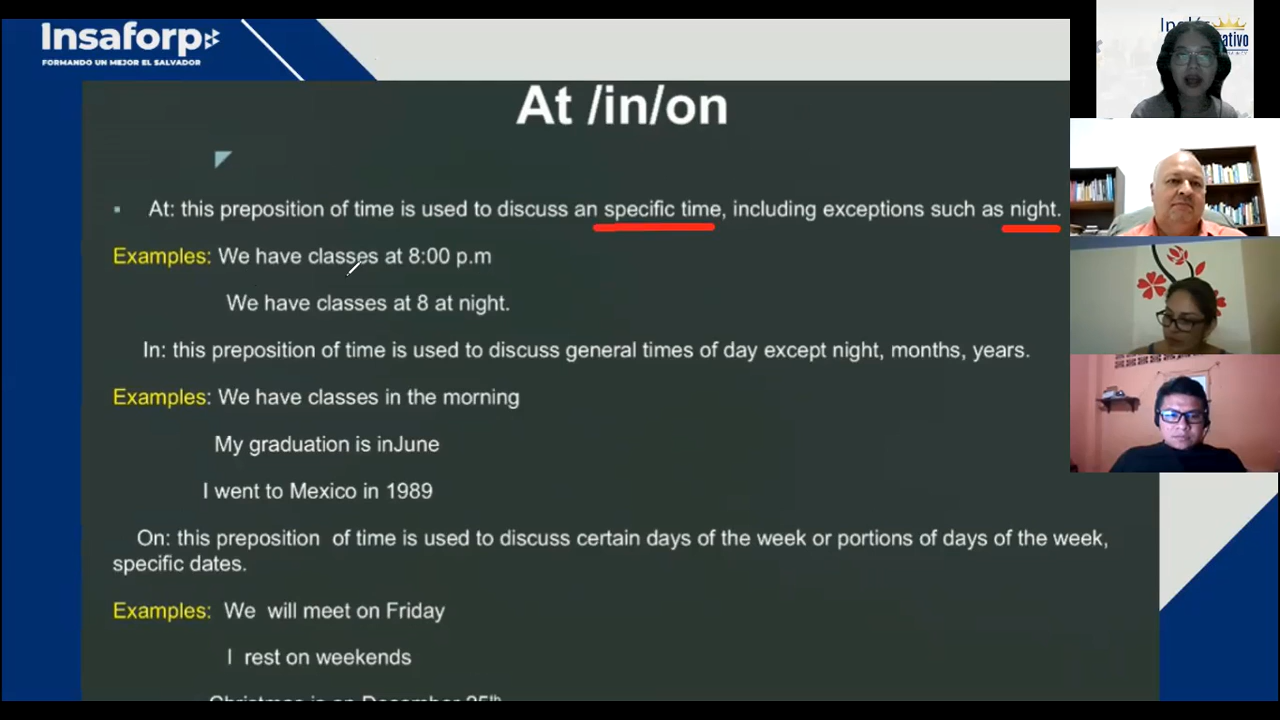 Insaforp
FORMANDO UN MEJOR EL SALVADOR
At /in/on
At: this preposition of time is used to discuss an specific time, including exceptions such as night.
Examples: We have classes at 8:00 p.m
We have classes at 8 at night.
In: this preposition of time is used to discuss general times of day except night, months, years.
Examples: We have classes in the morning
My graduation is inJune
I went to Mexico in 1989
On: this preposition of time is used to discuss certain days of the week or portions of days of the week,
specific dates.
Examples: We will meet on Friday
I rest on weekends
Christmas is on December 25th